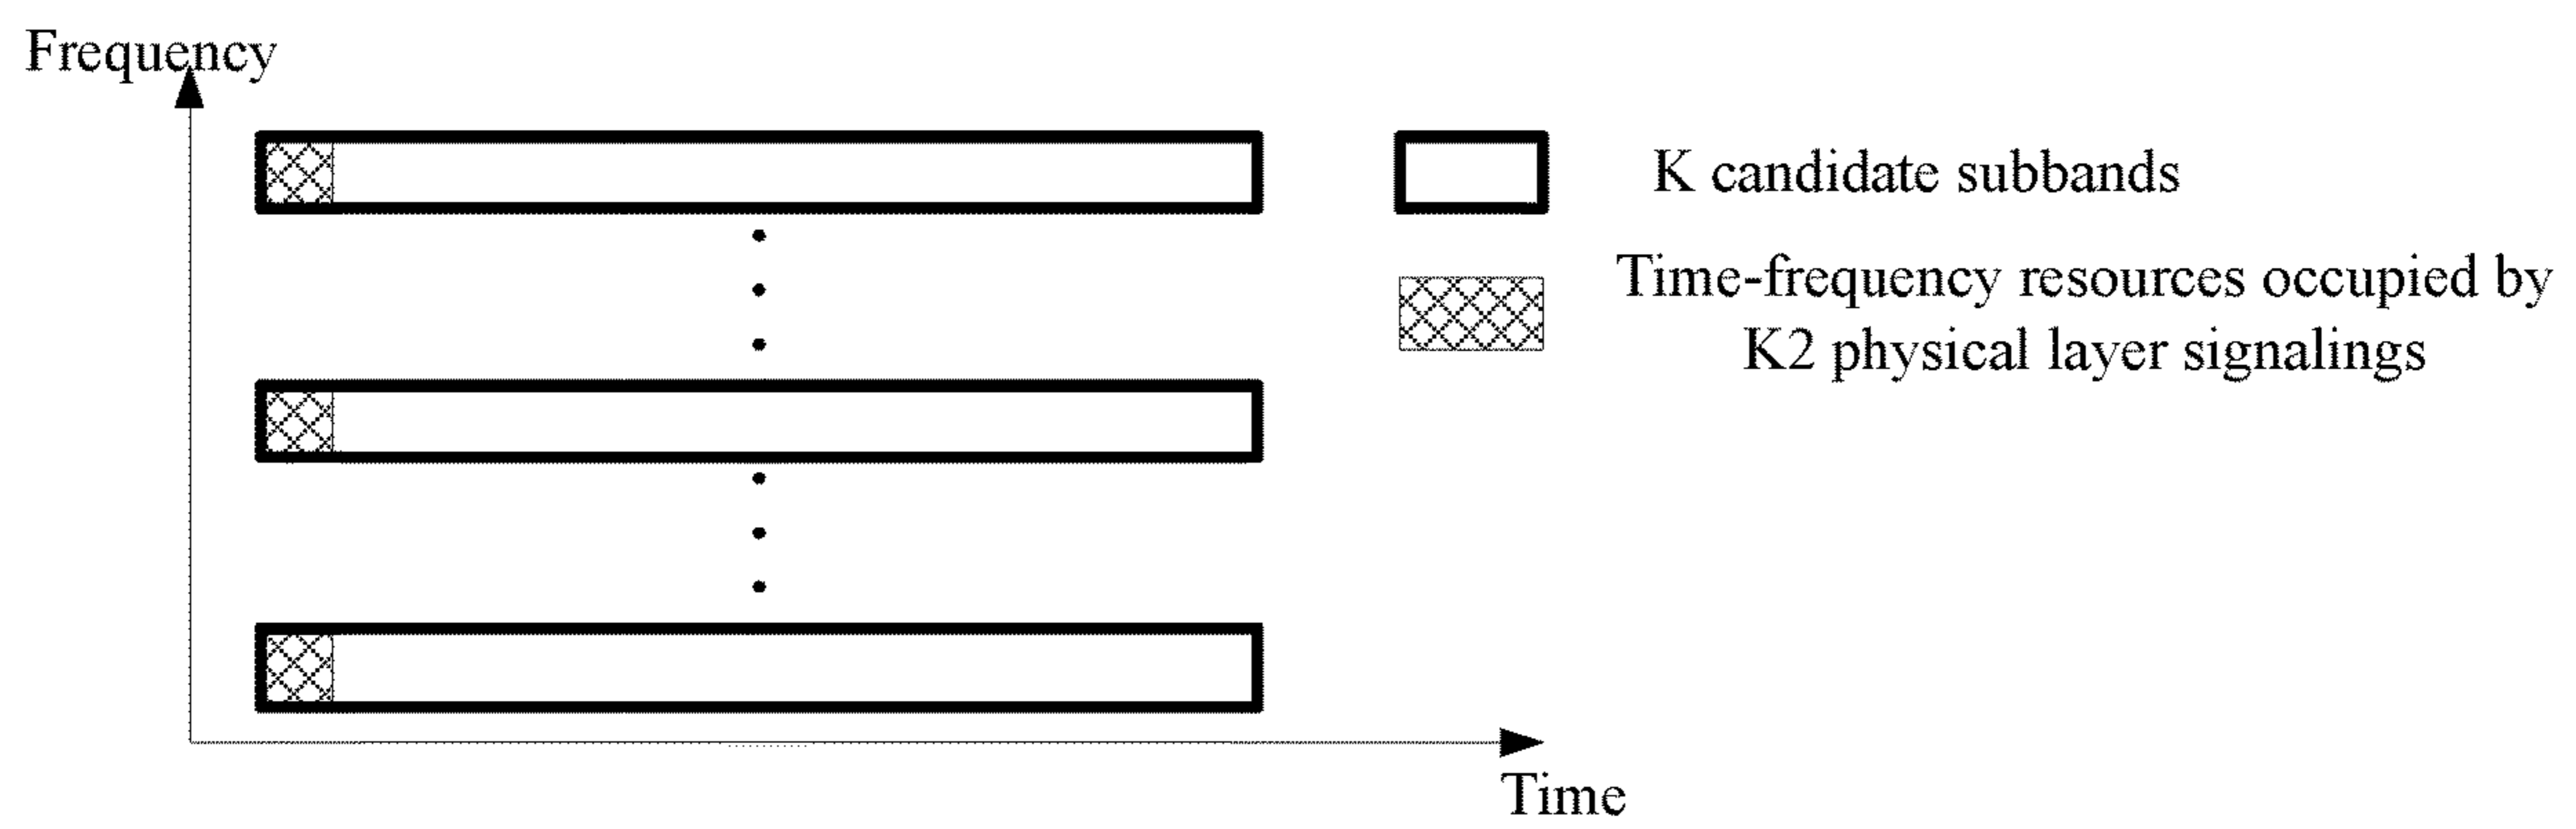 Frequency
K candidate subbands
Time-frequency resources occupied by
K2 physical layer signalings
Time